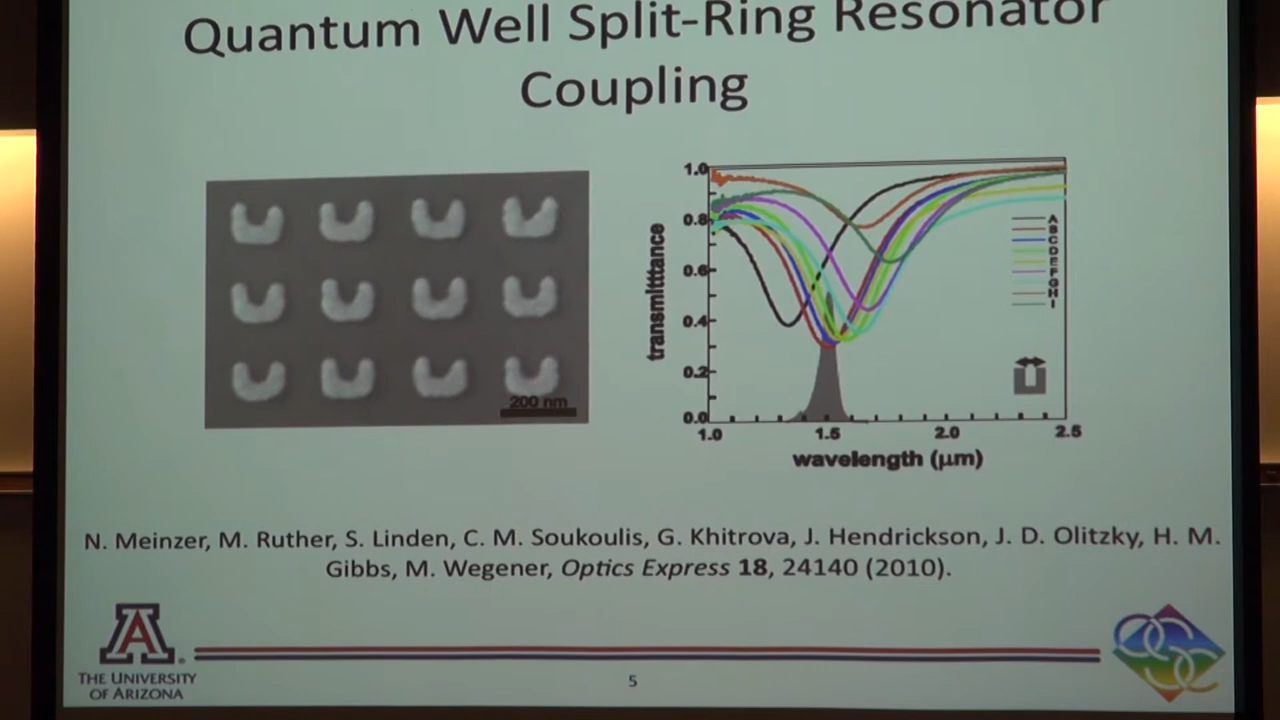 Quantum Well Split-Ring Resonator
Coupling
200 nm
1.0
0.8
0.6
0.4
0.2
0.0
transmitttance
1.0
1.5
2.0
2.5
wavelength (μm)
A
B
C
D
E
F
G
H
I
N. Meinzer, M. Ruther, S. Linden, C. M. Soukoulis, G. Khitrova, J. Hendrickson, J. D. Olitzky, H. M.
Gibbs, M. Wegener, Optics Express 18, 24140 (2010).
A
THE UNIVERSITY
OF ARIZONA
5
OSC